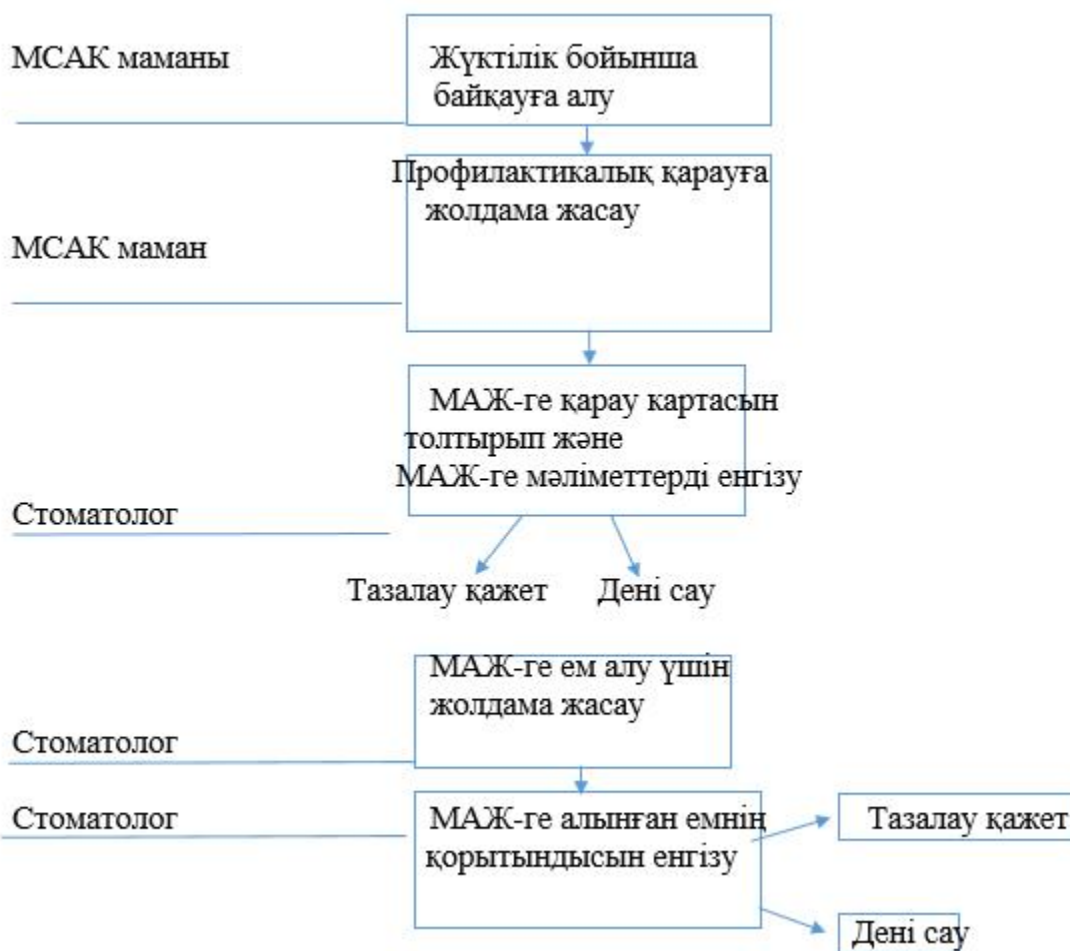 МСАК маманы
Жүктілік бойынша
байқауға алу
Профилактикалық қарауға
жолдама жасау
МСАК маман
МАЖ-ге қарау картасын
толтырып және
МАЖ-ге мәліметтерді енгізу
Стоматолог
Тазалау қажет
Дені сау
МАЖ-ге ем алу үшін
жолдама жасау
Стоматолог
Стоматолог
МАЖ-ге алынған емнің
қорытындысын енгізу
Тазалау қажет
Дені сау